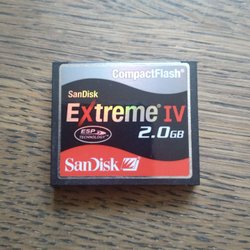 CompactFlash®
SanDisk
Extreme® IV
ESP
TECHNOLOGY
2.0GB
SanDisk